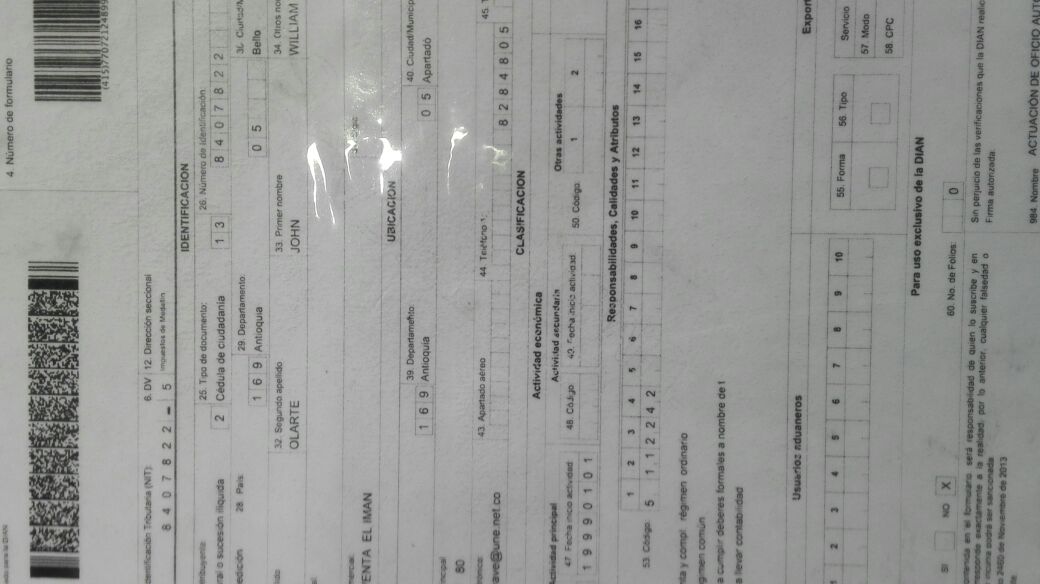 ado para la DIAN
4. Número de formulario
(415)7707212489
dentificación Tributaria (NIT): 6. DV 12. Dirección seccional
8 4 0 7 8 2 2 - 5 Impuestos de Medellín
IDENTIFICACION
tribuyente: 25. Tipo de documento: 26. Número de Identificación:
ral o sucesión ilíquida 2 Cédula de ciudadanía 1 3 8 4 0 7 8 2 2
edición 28. País 29. Departamento:
1 6 9 Antioquia 0 5 Bello
lido 32. Segundo apellido 33. Primer nombre 34. Otros no
OLARTE JOHN WILLIAM
al:
mercial:
VENTA EL IMAN
UBICACION
39. Departamento: 40. Ciudad/Municip
1 6 9 Antioquia 0 5 Apartadó
incipal
80
trónico: 43. Apartado aéreo 44. Teléfono 1: 45. T
ave@une.net.co 8 2 8 4 8 0 5
CLASIFICACION
Actividad económica
Actividad principal Actividad secundaria Otras actividades
47. Fecha inicio actividad: 48. Código 49. Fecha inicio actividad: 50. Código: 1 2
1 9 9 9 0 1 0 1
Responsabilidades, Calidades y Atributos
1 2 3 4 5 6 7 8 9 10 11 12 13 14 15 16
53. Código: 5 1 1 2 2 4 2
nta y compl. régimen ordinario
gimen común
a cumplir deberes formales a nombre de t
a llevar contabilidad
Usuarios aduaneros
Export
1 2 3 4 5 6 7 8 9 10
55. Forma 56. Tipo Servicio
57. Modo
58. CPC
Para uso exclusivo de la DIAN
SI NO X 60. No. de Folios: 0
ontenida en el formulario, será responsabilidad de quien lo suscribe y en
rresponde exactamente a la realidad; por lo anterior, cualquier falsedad o
incurra podrá ser sancionada.
o 2460 de Noviembre de 2013
Sin perjuicio de las verificaciones que la DIAN realic
Firma autorizada:
984. Nombre ACTUACIÓN DE OFICIO AUT